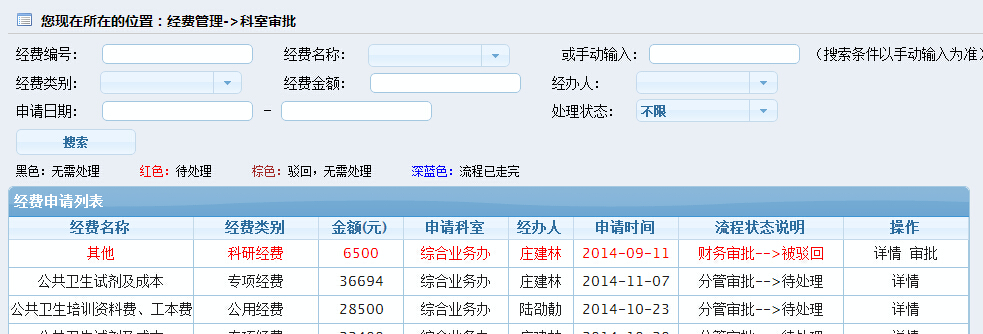 您现在所在的位置：经费管理->科室审批
经费编号： 经费名称： 或手动输入： （搜索条件以手动输入为准）
经费类别： 经费金额： 经办人：
申请日期： - 处理状态： 不限
搜索
黑色：无需处理 红色：待处理 棕色：驳回，无需处理 深蓝色：流程已走完
经费申请列表
经费名称 经费类别 金额(元) 申请科室 经办人 申请时间 流程状态说明 操作
其他 科研经费 6500 综合业务办 庄建林 2014-09-11 财务审批-->被驳回 详情 审批
公共卫生试剂及成本 专项经费 36694 综合业务办 庄建林 2014-11-07 分管审批-->待处理 详情
公共卫生培训资料费、工本费 公用经费 28500 综合业务办 陆劭勣 2014-10-23 分管审批-->待处理 详情